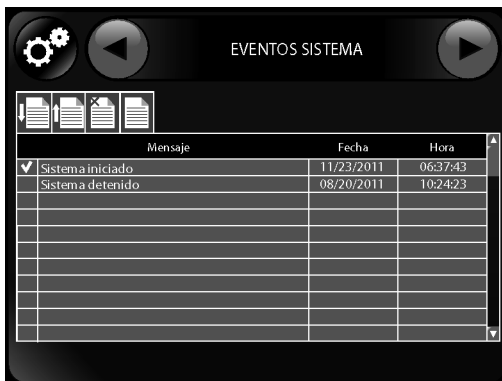 EVENTOS SISTEMA
Mensaje Fecha Hora
Sistema iniciado 11/23/2011 06:37:43
Sistema detenido 08/20/2011 10:24:23